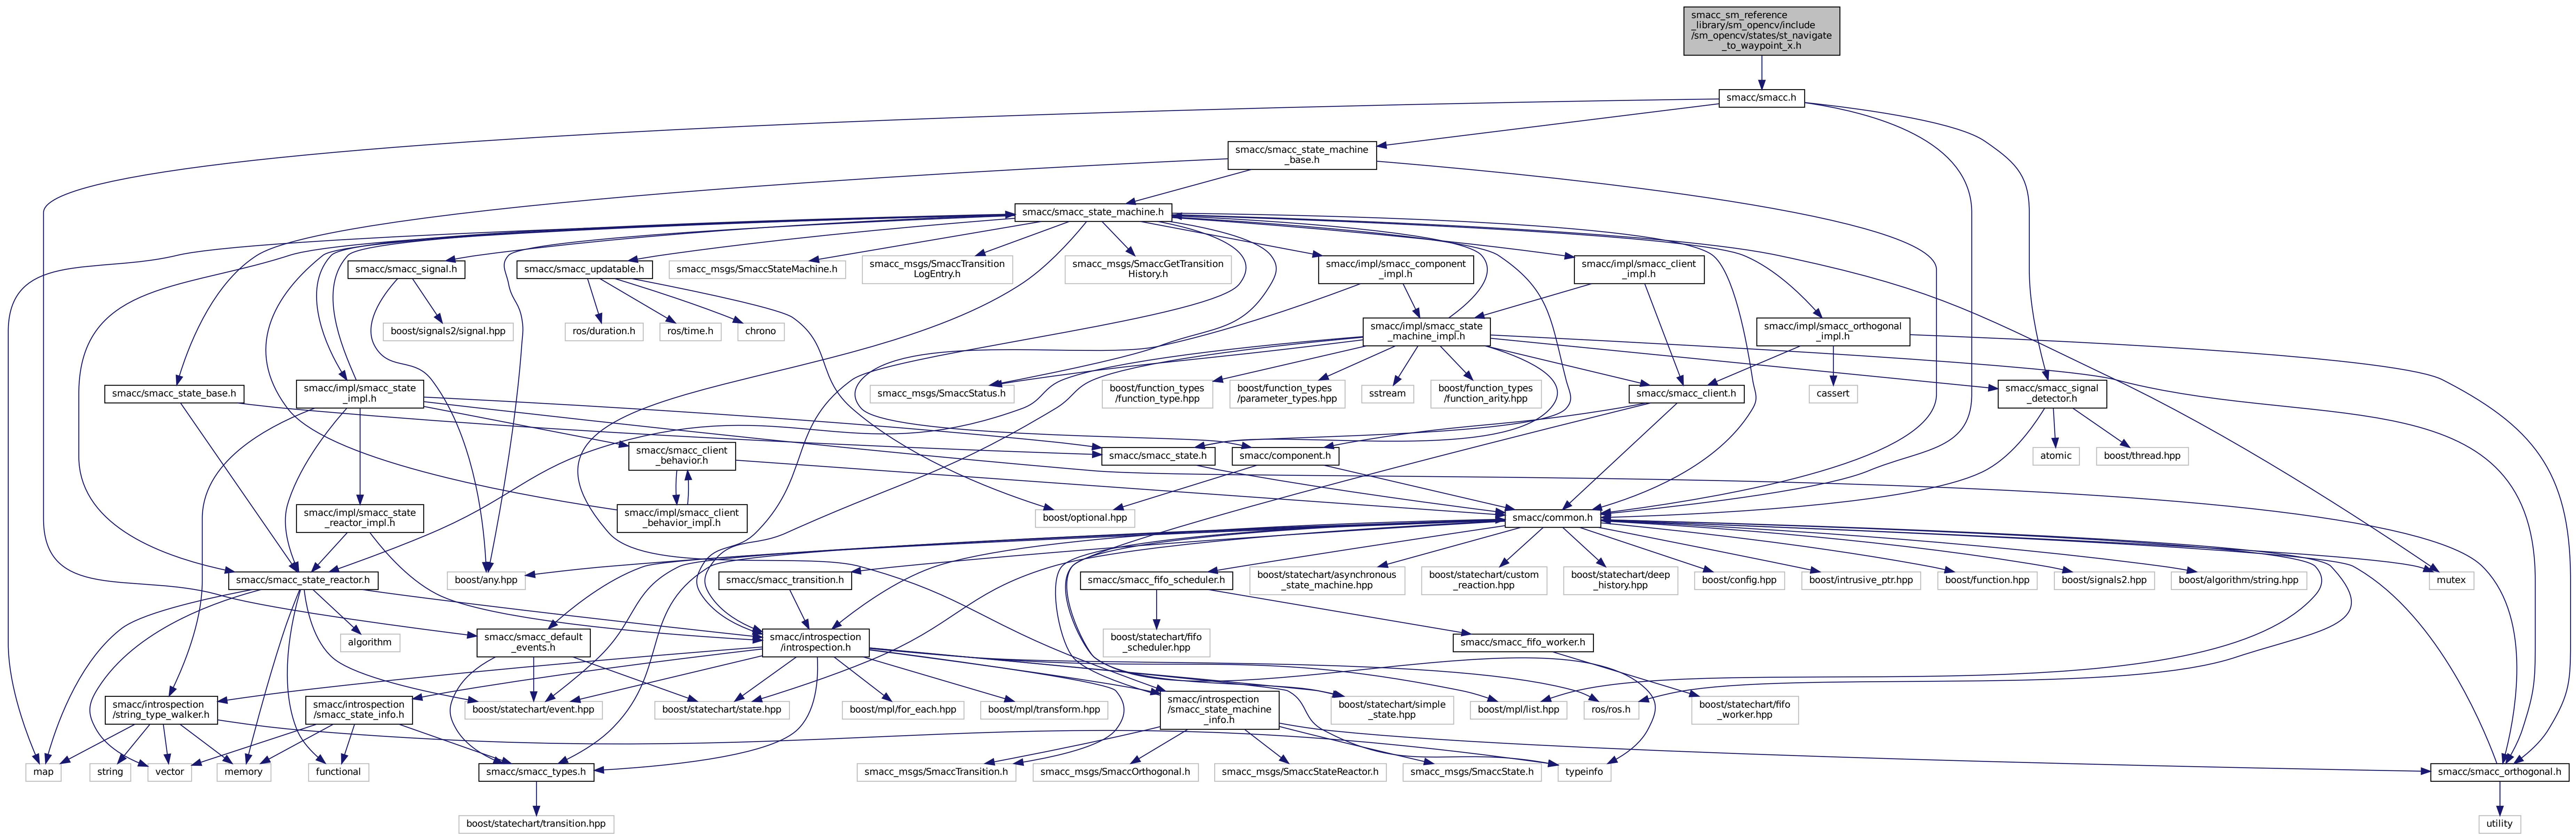 smacc_sm_reference
_library/sm_opencv/include
/sm_opencv/states/st_navigate
_to_waypoint_x.h
smacc/smacc.h
smacc/smacc_state_machine
_base.h
smacc/smacc_state_machine.h
smacc/smacc_signal.h
smacc/smacc_updatable.h
smacc_msgs/SmaccStateMachine.h
smacc_msgs/SmaccTransition
LogEntry.h
smacc_msgs/SmaccGetTransition
History.h
smacc/impl/smacc_component
_impl.h
smacc/impl/smacc_client
_impl.h
boost/signals2/signal.hpp
ros/duration.h
ros/time.h
chrono
smacc/impl/smacc_state
_machine_impl.h
smacc/impl/smacc_orthogonal
_impl.h
smacc/smacc_state_base.h
smacc/impl/smacc_state
_impl.h
smacc_msgs/SmaccStatus.h
boost/function_types
/function_type.hpp
boost/function_types
/parameter_types.hpp
sstream
boost/function_types
/function_arity.hpp
smacc/smacc_client.h
cassert
smacc/smacc_signal
_detector.h
smacc/smacc_client
_behavior.h
smacc/smacc_state.h
smacc/component.h
atomic
boost/thread.hpp
smacc/impl/smacc_state
_reactor_impl.h
smacc/impl/smacc_client
_behavior_impl.h
boost/optional.hpp
smacc/common.h
smacc/smacc_state_reactor.h
boost/any.hpp
smacc/smacc_transition.h
smacc/smacc_fifo_scheduler.h
boost/statechart/asynchronous
_state_machine.hpp
boost/statechart/custom
_reaction.hpp
boost/statechart/deep
_history.hpp
boost/config.hpp
boost/intrusive_ptr.hpp
boost/function.hpp
boost/signals2.hpp
boost/algorithm/string.hpp
mutex
algorithm
smacc/smacc_default
_events.h
smacc/introspection
/introspection.h
boost/statechart/fifo
_scheduler.hpp
smacc/smacc_fifo_worker.h
smacc/introspection
/string_type_walker.h
smacc/introspection
/smacc_state_info.h
boost/statechart/event.hpp
boost/statechart/state.hpp
boost/mpl/for_each.hpp
boost/mpl/transform.hpp
smacc/introspection
/smacc_state_machine
_info.h
boost/statechart/simple
_state.hpp
boost/mpl/list.hpp
ros/ros.h
boost/statechart/fifo
_worker.hpp
map
string
vector
memory
functional
smacc/smacc_types.h
smacc_msgs/SmaccTransition.h
smacc_msgs/SmaccOrthogonal.h
smacc_msgs/SmaccStateReactor.h
smacc_msgs/SmaccState.h
typeinfo
smacc/smacc_orthogonal.h
boost/statechart/transition.hpp
utility